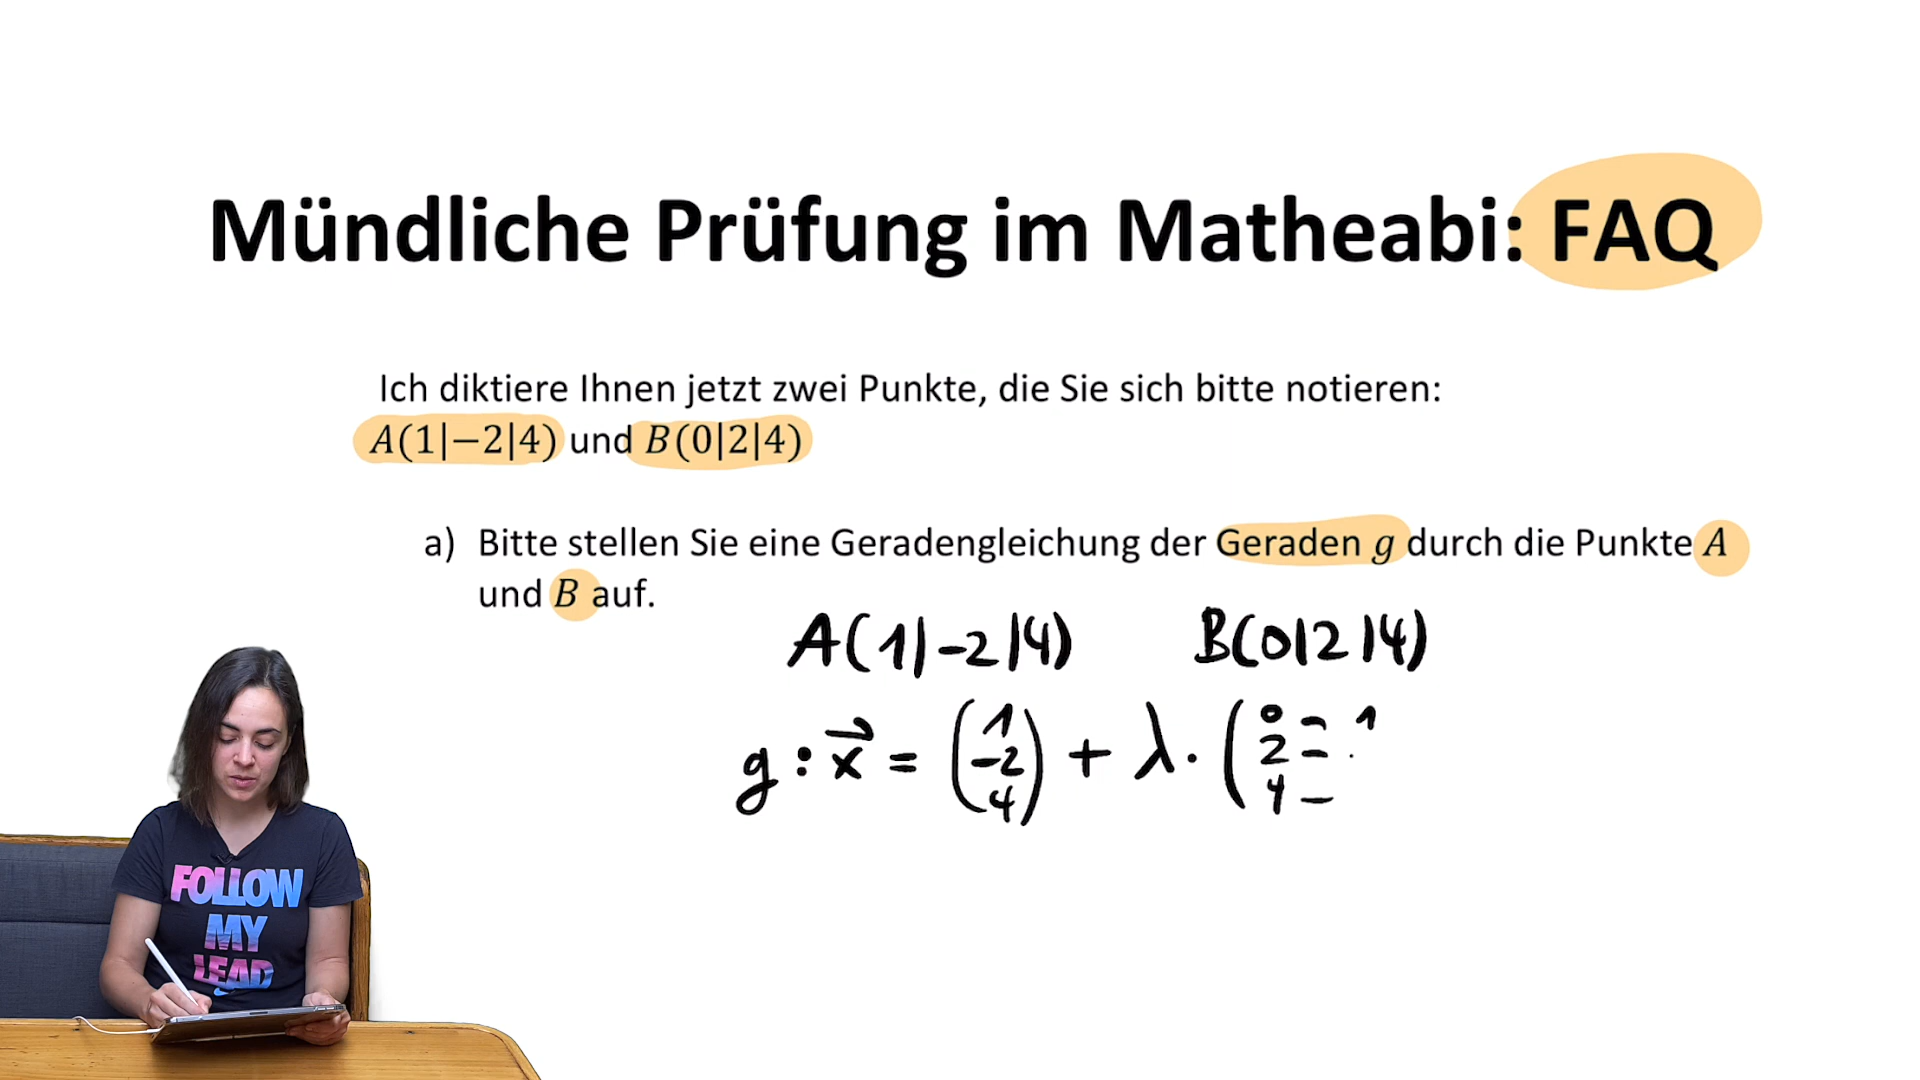 Mündliche Prüfung im Matheabi: FAQ
Ich diktiere Ihnen jetzt zwei Punkte, die Sie sich bitte notieren:
A(1|−2|4) und B(0|2|4)
a) Bitte stellen Sie eine Geradengleichung der Geraden g durch die Punkte A
und B auf.
A(1|-2|4) B(0|2|4)
g: x⃗ = (1 -2 4) + λ · (0 - 1 2 - 4 -
FOLLOW
MY
LEAD